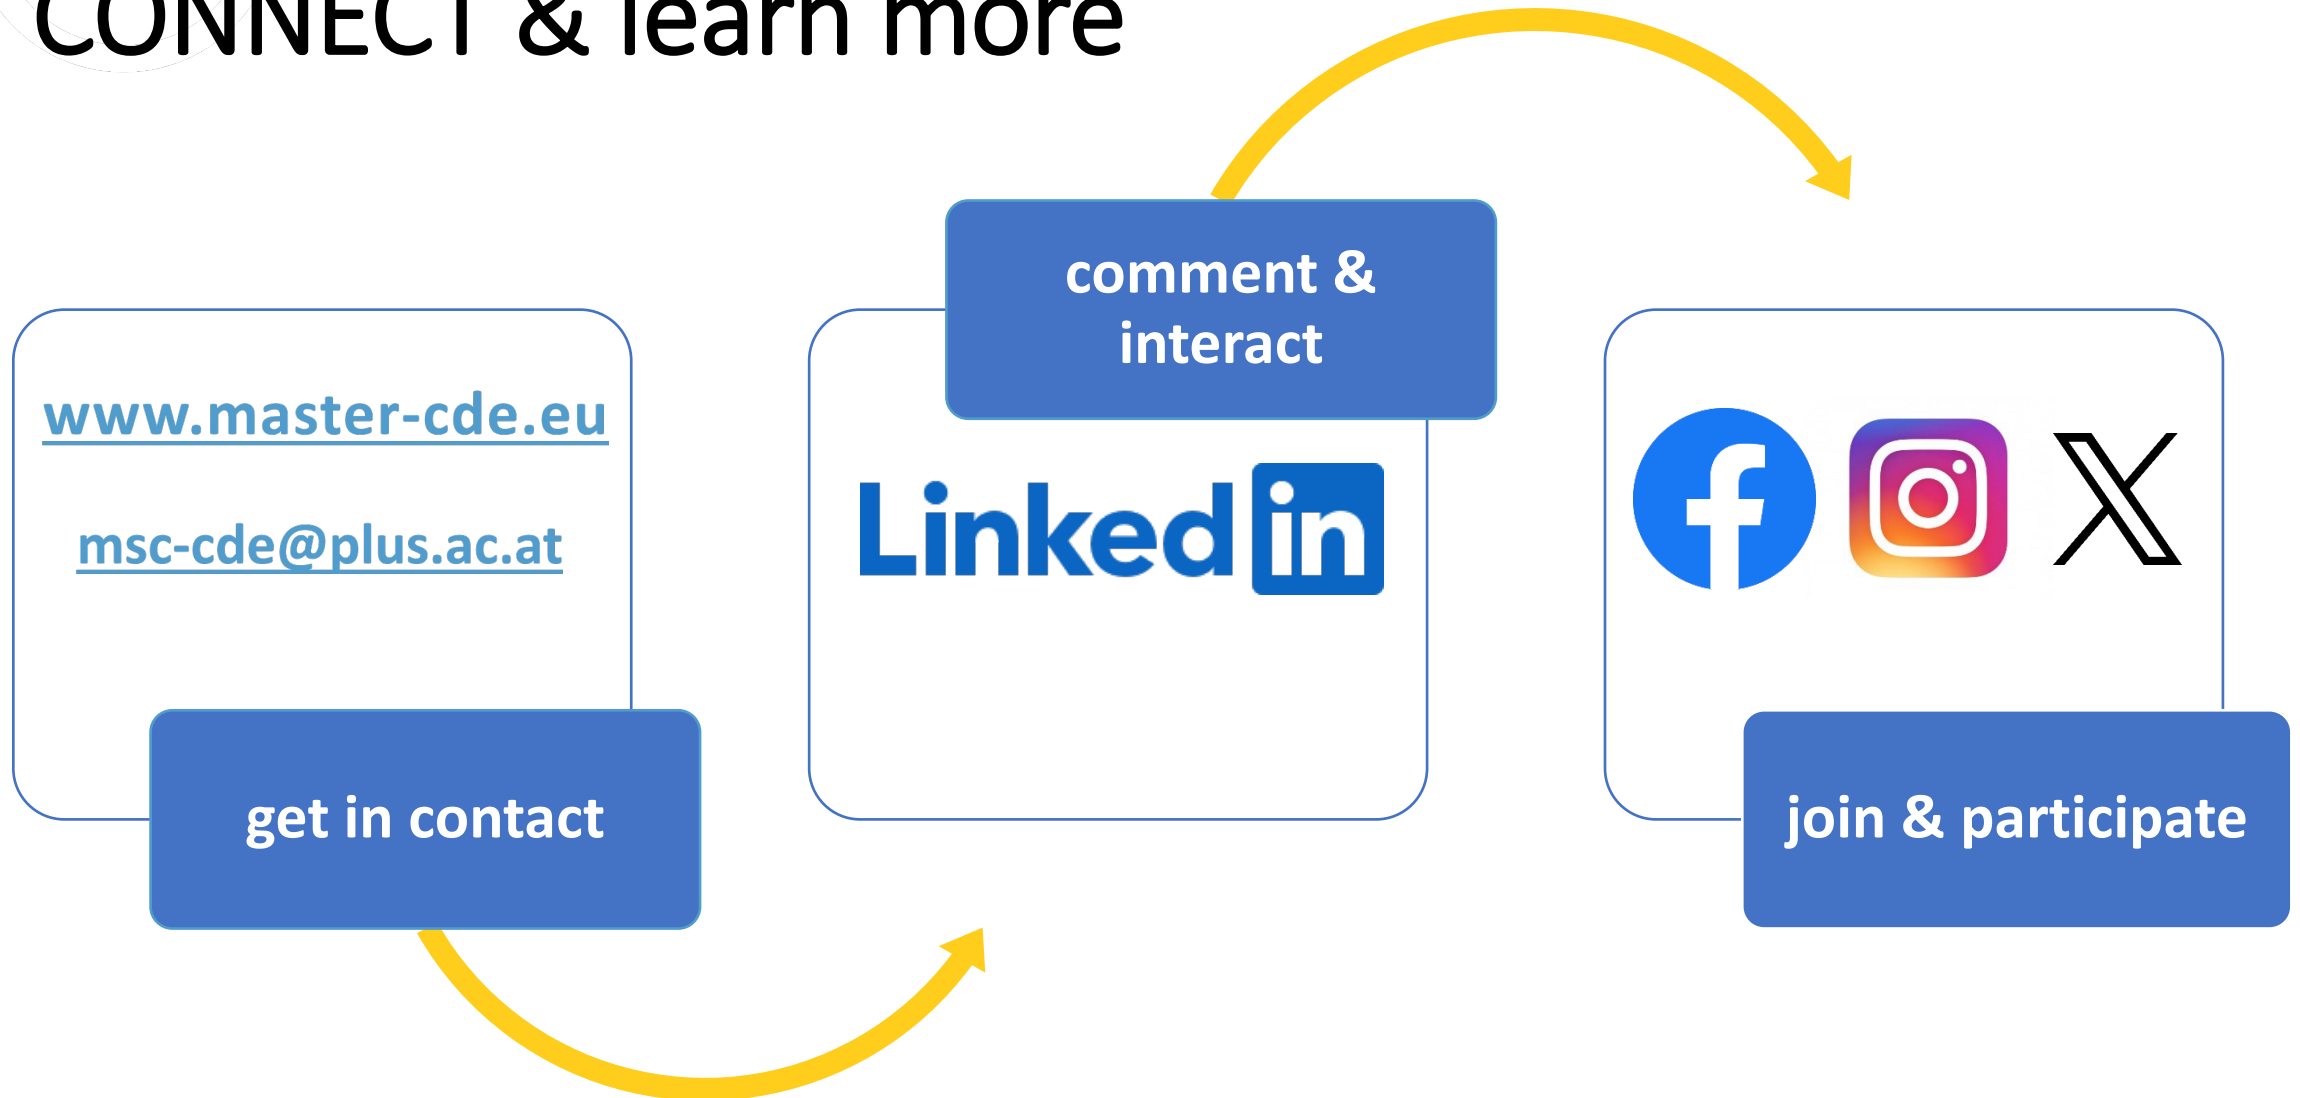 CONNECT & learn more
www.master-cde.eu
msc-cde@plus.ac.at
get in contact
comment &
interact
Linked in
join & participate